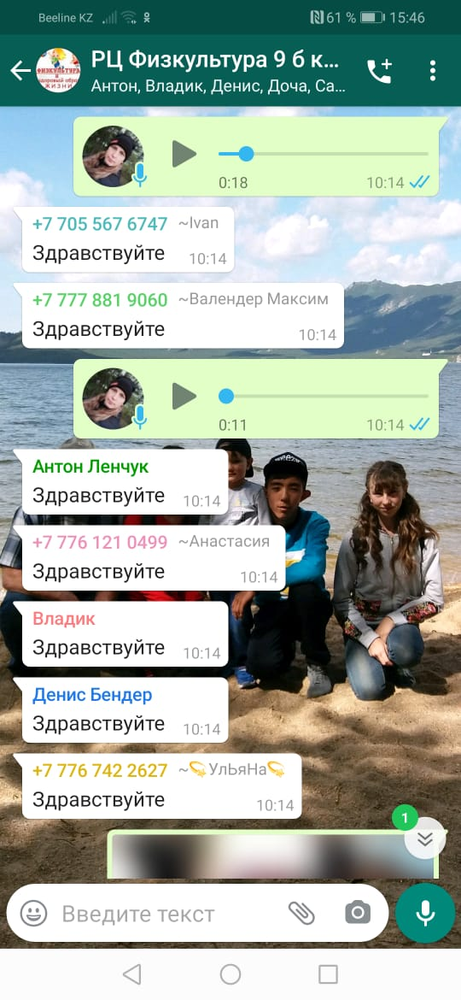 Beeline KZ 61 % 15:46
РЦ Физкультура 9 б к...
Антон, Владик, Денис, Доча, Са...
ФИЗКУЛЬТУРА
И
ЖИЗНИ
0:18 10:14
+7 705 567 6747 ~Ivan
Здравствуйте 10:14
+7 777 881 9060 ~Валендер Максим
Здравствуйте 10:14
0:11 10:14
Антон Ленчук
Здравствуйте 10:14
+7 776 121 0499 ~Анастасия
Здравствуйте 10:14
Владик
Здравствуйте 10:14
Денис Бендер
Здравствуйте 10:14
+7 776 742 2627 ~💫УлЬяНа💫
Здравствуйте 10:14
1
Введите текст